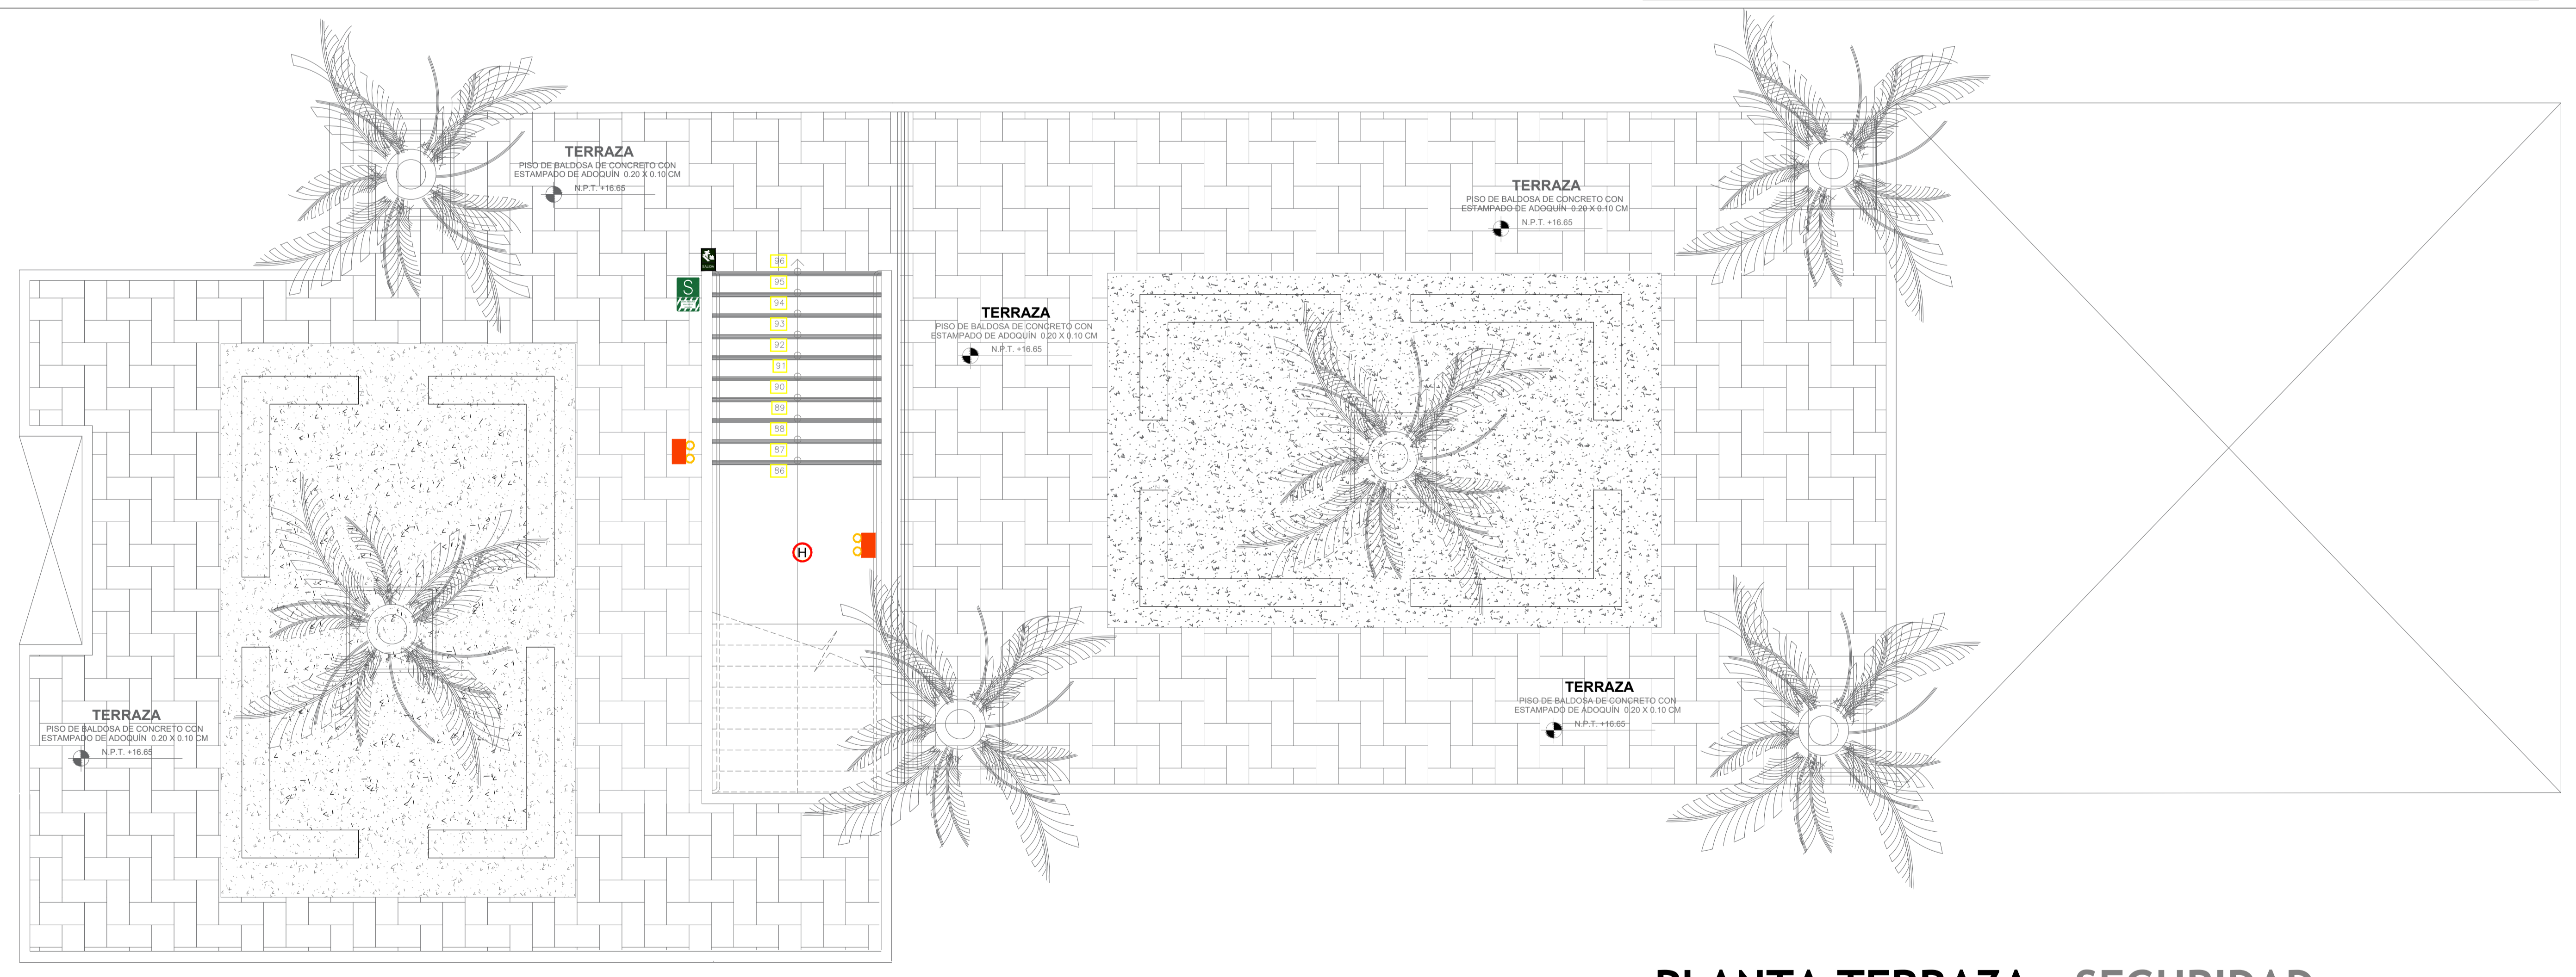 TERRAZA
PISO DE BALDOSA DE CONCRETO CON
ESTAMPADO DE ADOQUÍN 0.20 X 0.10 CM
N.P.T. +16.65
TERRAZA
PISO DE BALDOSA DE CONCRETO CON
ESTAMPADO DE ADOQUÍN 0.20 X 0.10 CM
N.P.T. +16.65
S
96
95
94
93
92
91
90
89
88
87
86
TERRAZA
PISO DE BALDOSA DE CONCRETO CON
ESTAMPADO DE ADOQUÍN 0.20 X 0.10 CM
N.P.T. +16.65
H
TERRAZA
PISO DE BALDOSA DE CONCRETO CON
ESTAMPADO DE ADOQUÍN 0.20 X 0.10 CM
N.P.T. +16.65
TERRAZA
PISO DE BALDOSA DE CONCRETO CON
ESTAMPADO DE ADOQUÍN 0.20 X 0.10 CM
N.P.T. +16.65
PLANTA TERRAZA - SEGURIDAD